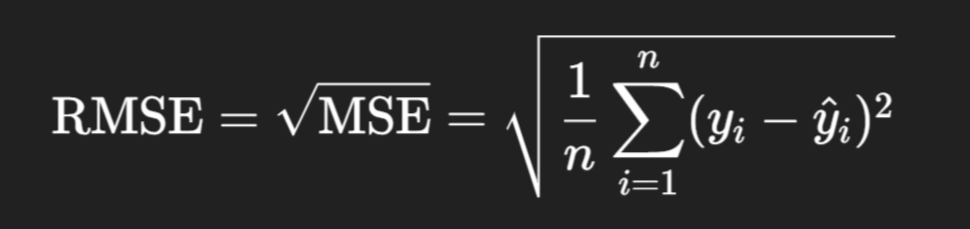 RMSE = √MSE = √(1/n ∑_{i=1}^{n} (y_i − ŷ_i)²)